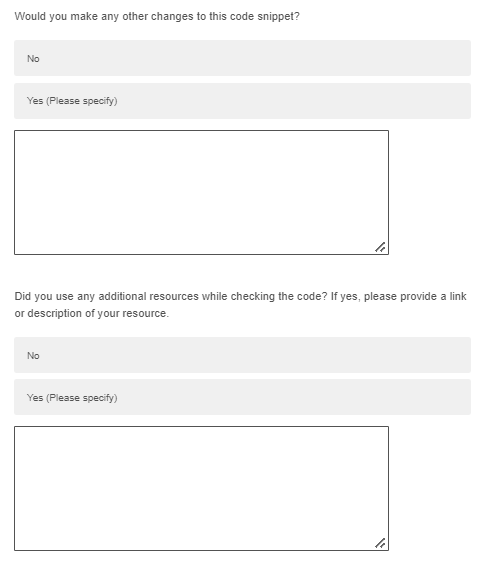 Would you make any other changes to this code snippet?
No
Yes (Please specify)
Did you use any additional resources while checking the code? If yes, please provide a link
or description of your resource.
No
Yes (Please specify)